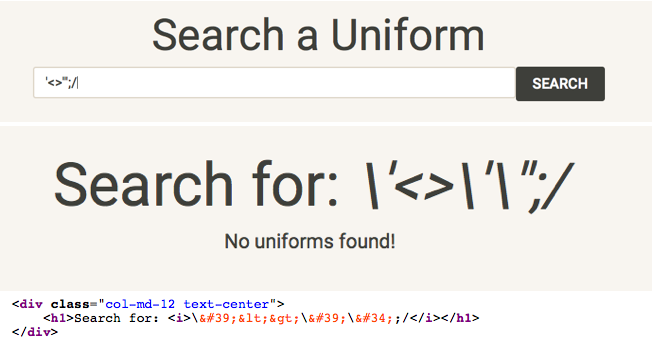 Search a Uniform
'<>'";/
SEARCH
Search for: \'<>\'\";/
No uniforms found!
<div class="col-md-12 text-center">
<h1>Search for: <i>\&#39;&lt;&gt;\&#39;\&#34;;/</i></h1>
</div>